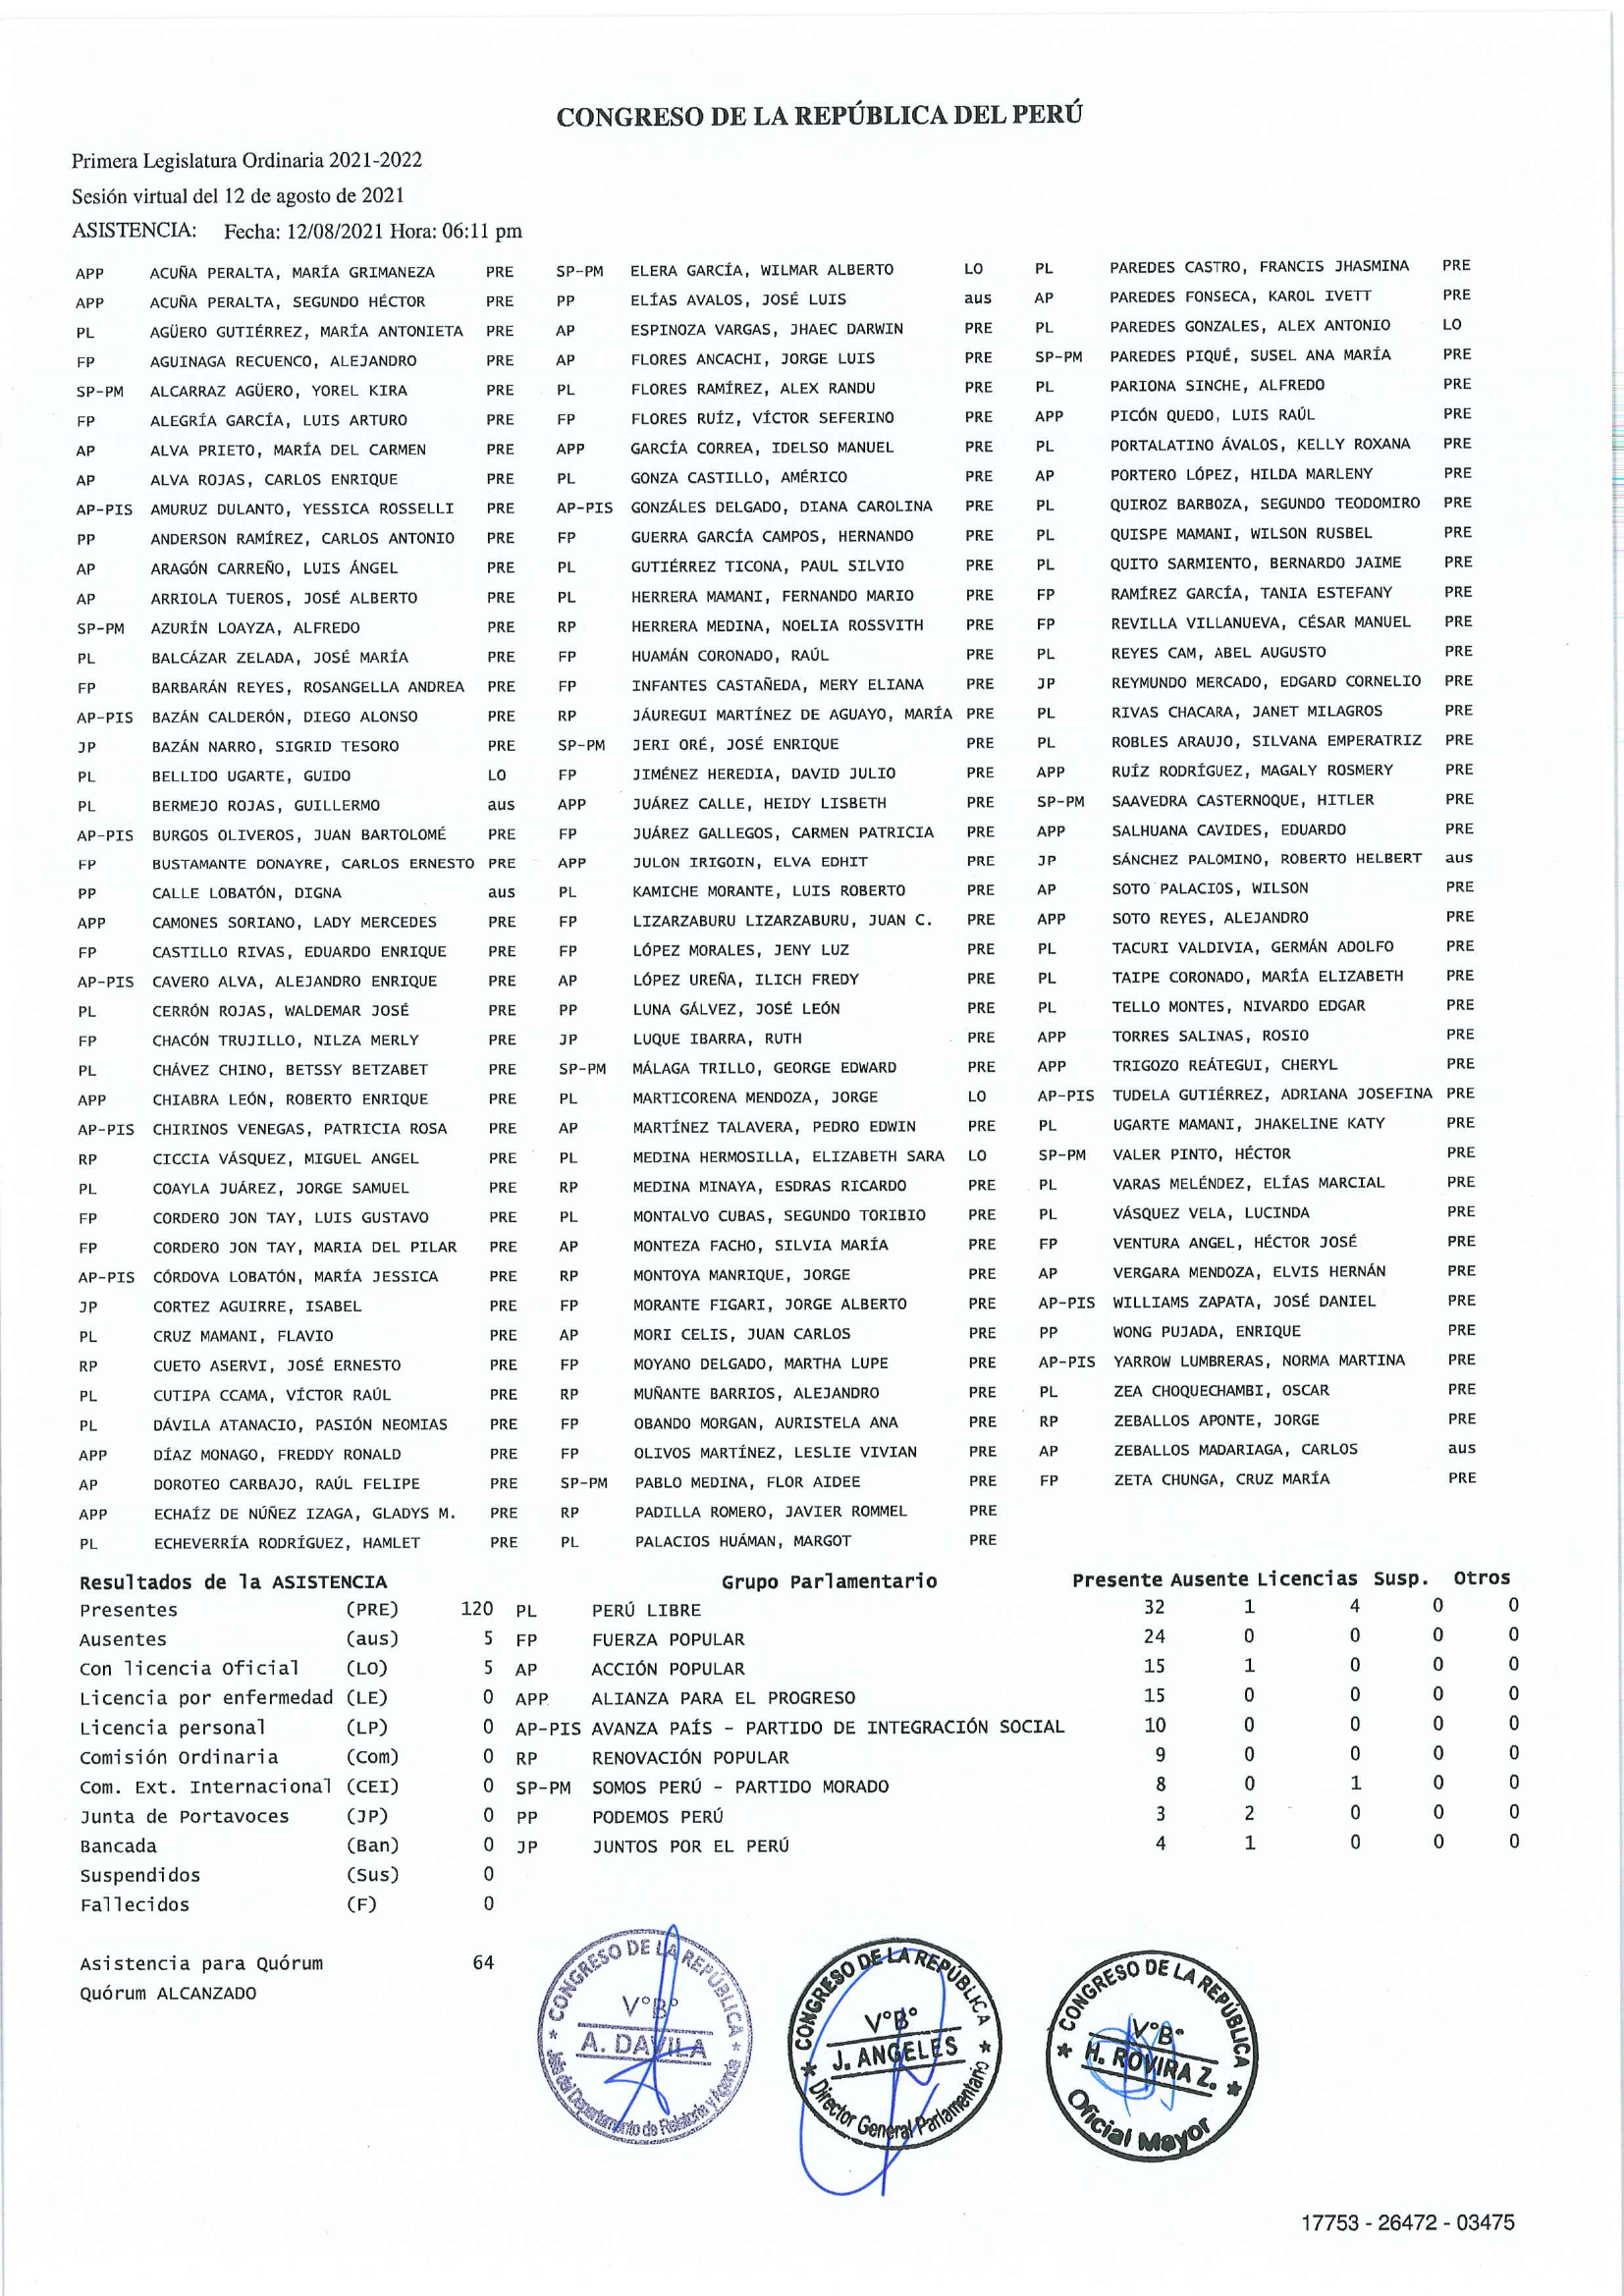 CONGRESO DE LA REPÚBLICA DEL PERÚ
Primera Legislatura Ordinaria 2021-2022
Sesión virtual del 12 de agosto de 2021
ASISTENCIA: Fecha: 12/08/2021 Hora: 06:11 pm
APP ACUÑA PERALTA, MARÍA GRIMANEZA PRE
APP ACUÑA PERALTA, SEGUNDO HÉCTOR PRE
PL AGÜERO GUTIÉRREZ, MARÍA ANTONIETA PRE
FP AGUINAGA RECUENCO, ALEJANDRO PRE
SP-PM ALCARRAZ AGÜERO, YOREL KIRA PRE
FP ALEGRÍA GARCÍA, LUIS ARTURO PRE
AP ALVA PRIETO, MARÍA DEL CARMEN PRE
AP ALVA ROJAS, CARLOS ENRIQUE PRE
AP-PIS AMURUZ DULANTO, YESSICA ROSSELLI PRE
PP ANDERSON RAMÍREZ, CARLOS ANTONIO PRE
AP ARAGÓN CARREÑO, LUIS ÁNGEL PRE
AP ARRIOLA TUEROS, JOSÉ ALBERTO PRE
SP-PM AZURÍN LOAYZA, ALFREDO PRE
PL BALCÁZAR ZELADA, JOSÉ MARÍA PRE
FP BARBARÁN REYES, ROSANGELLA ANDREA PRE
AP-PIS BAZÁN CALDERÓN, DIEGO ALONSO PRE
JP BAZÁN NARRO, SIGRID TESORO PRE
PL BELLIDO UGARTE, GUIDO LO
PL BERMEJO ROJAS, GUILLERMO aus
AP-PIS BURGOS OLIVEROS, JUAN BARTOLOMÉ PRE
FP BUSTAMANTE DONAYRE, CARLOS ERNESTO PRE
PP CALLE LOBATÓN, DIGNA aus
APP CAMONES SORIANO, LADY MERCEDES PRE
FP CASTILLO RIVAS, EDUARDO ENRIQUE PRE
AP-PIS CAVERO ALVA, ALEJANDRO ENRIQUE PRE
PL CERRÓN ROJAS, WALDEMAR JOSÉ PRE
FP CHACÓN TRUJILLO, NILZA MERLY PRE
PL CHÁVEZ CHINO, BETSSY BETZABET PRE
APP CHIABRA LEÓN, ROBERTO ENRIQUE PRE
AP-PIS CHIRINOS VENEGAS, PATRICIA ROSA PRE
RP CICCIA VÁSQUEZ, MIGUEL ANGEL PRE
PL COAYLA JUÁREZ, JORGE SAMUEL PRE
FP CORDERO JON TAY, LUIS GUSTAVO PRE
FP CORDERO JON TAY, MARIA DEL PILAR PRE
AP-PIS CÓRDOVA LOBATÓN, MARÍA JESSICA PRE
JP CORTEZ AGUIRRE, ISABEL PRE
PL CRUZ MAMANI, FLAVIO PRE
RP CUETO ASERVI, JOSÉ ERNESTO PRE
PL CUTIPA CCAMA, VÍCTOR RAÚL PRE
PL DÁVILA ATANACIO, PASIÓN NEOMIAS PRE
APP DÍAZ MONAGO, FREDDY RONALD PRE
AP DOROTEO CARBAJO, RAÚL FELIPE PRE
APP ECHAÍZ DE NÚÑEZ IZAGA, GLADYS M. PRE
PL ECHEVERRÍA RODRÍGUEZ, HAMLET PRE
SP-PM ELERA GARCÍA, WILMAR ALBERTO LO
PP ELÍAS AVALOS, JOSÉ LUIS aus
AP ESPINOZA VARGAS, JHAEC DARWIN PRE
AP FLORES ANCACHI, JORGE LUIS PRE
PL FLORES RAMÍREZ, ALEX RANDU PRE
FP FLORES RUÍZ, VÍCTOR SEFERINO PRE
APP GARCÍA CORREA, IDELSO MANUEL PRE
PL GONZA CASTILLO, AMÉRICO PRE
AP-PIS GONZÁLES DELGADO, DIANA CAROLINA PRE
FP GUERRA GARCÍA CAMPOS, HERNANDO PRE
PL GUTIÉRREZ TICONA, PAUL SILVIO PRE
PL HERRERA MAMANI, FERNANDO MARIO PRE
RP HERRERA MEDINA, NOELIA ROSSVITH PRE
FP HUAMÁN CORONADO, RAÚL PRE
FP INFANTES CASTAÑEDA, MERY ELIANA PRE
RP JÁUREGUI MARTÍNEZ DE AGUAYO, MARÍA PRE
SP-PM JERI ORÉ, JOSÉ ENRIQUE PRE
FP JIMÉNEZ HEREDIA, DAVID JULIO PRE
APP JUÁREZ CALLE, HEIDY LISBETH PRE
FP JUÁREZ GALLEGOS, CARMEN PATRICIA PRE
APP JULON IRIGOIN, ELVA EDHIT PRE
PL KAMICHE MORANTE, LUIS ROBERTO PRE
FP LIZARZABURU LIZARZABURU, JUAN C. PRE
FP LÓPEZ MORALES, JENY LUZ PRE
AP LÓPEZ UREÑA, ILICH FREDY PRE
PP LUNA GÁLVEZ, JOSÉ LEÓN PRE
JP LUQUE IBARRA, RUTH PRE
SP-PM MÁLAGA TRILLO, GEORGE EDWARD PRE
PL MARTICORENA MENDOZA, JORGE LO
AP MARTÍNEZ TALAVERA, PEDRO EDWIN PRE
PL MEDINA HERMOSILLA, ELIZABETH SARA LO
RP MEDINA MINAYA, ESDRAS RICARDO PRE
PL MONTALVO CUBAS, SEGUNDO TORIBIO PRE
AP MONTEZA FACHO, SILVIA MARÍA PRE
RP MONTOYA MANRIQUE, JORGE PRE
FP MORANTE FIGARI, JORGE ALBERTO PRE
AP MORI CELIS, JUAN CARLOS PRE
FP MOYANO DELGADO, MARTHA LUPE PRE
RP MUÑANTE BARRIOS, ALEJANDRO PRE
FP OBANDO MORGAN, AURISTELA ANA PRE
FP OLIVOS MARTÍNEZ, LESLIE VIVIAN PRE
SP-PM PABLO MEDINA, FLOR AIDEE PRE
RP PADILLA ROMERO, JAVIER ROMMEL PRE
PL PALACIOS HUÁMAN, MARGOT PRE
PL PAREDES CASTRO, FRANCIS JHASMINA PRE
AP PAREDES FONSECA, KAROL IVETT PRE
PL PAREDES GONZALES, ALEX ANTONIO LO
SP-PM PAREDES PIQUÉ, SUSEL ANA MARÍA PRE
PL PARIONA SINCHE, ALFREDO PRE
APP PICÓN QUEDO, LUIS RAÚL PRE
PL PORTALATINO ÁVALOS, KELLY ROXANA PRE
AP PORTERO LÓPEZ, HILDA MARLENY PRE
PL QUIROZ BARBOZA, SEGUNDO TEODOMIRO PRE
PL QUISPE MAMANI, WILSON RUSBEL PRE
PL QUITO SARMIENTO, BERNARDO JAIME PRE
FP RAMÍREZ GARCÍA, TANIA ESTEFANY PRE
FP REVILLA VILLANUEVA, CÉSAR MANUEL PRE
PL REYES CAM, ABEL AUGUSTO PRE
JP REYMUNDO MERCADO, EDGARD CORNELIO PRE
PL RIVAS CHACARA, JANET MILAGROS PRE
PL ROBLES ARAUJO, SILVANA EMPERATRIZ PRE
APP RUÍZ RODRÍGUEZ, MAGALY ROSMERY PRE
SP-PM SAAVEDRA CASTERNOQUE, HITLER PRE
APP SALHUANA CAVIDES, EDUARDO PRE
JP SÁNCHEZ PALOMINO, ROBERTO HELBERT aus
AP SOTO PALACIOS, WILSON PRE
APP SOTO REYES, ALEJANDRO PRE
PL TACURI VALDIVIA, GERMÁN ADOLFO PRE
PL TAIPE CORONADO, MARÍA ELIZABETH PRE
PL TELLO MONTES, NIVARDO EDGAR PRE
APP TORRES SALINAS, ROSIO PRE
APP TRIGOZO REÁTEGUI, CHERYL PRE
AP-PIS TUDELA GUTIÉRREZ, ADRIANA JOSEFINA PRE
PL UGARTE MAMANI, JHAKELINE KATY PRE
SP-PM VALER PINTO, HÉCTOR PRE
PL VARAS MELÉNDEZ, ELÍAS MARCIAL PRE
PL VÁSQUEZ VELA, LUCINDA PRE
FP VENTURA ANGEL, HÉCTOR JOSÉ PRE
AP VERGARA MENDOZA, ELVIS HERNÁN PRE
AP-PIS WILLIAMS ZAPATA, JOSÉ DANIEL PRE
PP WONG PUJADA, ENRIQUE PRE
AP-PIS YARROW LUMBRERAS, NORMA MARTINA PRE
PL ZEA CHOQUECHAMBI, OSCAR PRE
RP ZEBALLOS APONTE, JORGE PRE
AP ZEBALLOS MADARIAGA, CARLOS aus
FP ZETA CHUNGA, CRUZ MARÍA PRE
Resultados de la ASISTENCIA
Presentes (PRE) 120
Ausentes (aus) 5
Con licencia Oficial (LO) 5
Licencia por enfermedad (LE) 0
Licencia personal (LP) 0
Comisión Ordinaria (Com) 0
Com. Ext. Internacional (CEI) 0
Junta de Portavoces (JP) 0
Bancada (Ban) 0
Suspendidos (Sus) 0
Fallecidos (F) 0
Grupo Parlamentario Presente Ausente Licencias Susp. Otros
PL PERÚ LIBRE 32 1 4 0 0
FP FUERZA POPULAR 24 0 0 0 0
AP ACCIÓN POPULAR 15 1 0 0 0
APP ALIANZA PARA EL PROGRESO 15 0 0 0 0
AP-PIS AVANZA PAÍS - PARTIDO DE INTEGRACIÓN SOCIAL 10 0 0 0 0
RP RENOVACIÓN POPULAR 9 0 0 0 0
SP-PM SOMOS PERÚ - PARTIDO MORADO 8 0 1 0 0
PP PODEMOS PERÚ 3 2 0 0 0
JP JUNTOS POR EL PERÚ 4 1 0 0 0
Asistencia para Quórum 64
Quórum ALCANZADO
CONGRESO DE LA REPÚBLICA
V°B°
A. DAVILA
Jefe del Departamento de Relatoría y Agenda
CONGRESO DE LA REPÚBLICA
V°B°
J. ANGELES
Director General Parlamentario
CONGRESO DE LA REPÚBLICA
V°B°
H. ROVIRA Z.
Oficial Mayor
17753 - 26472 - 03475